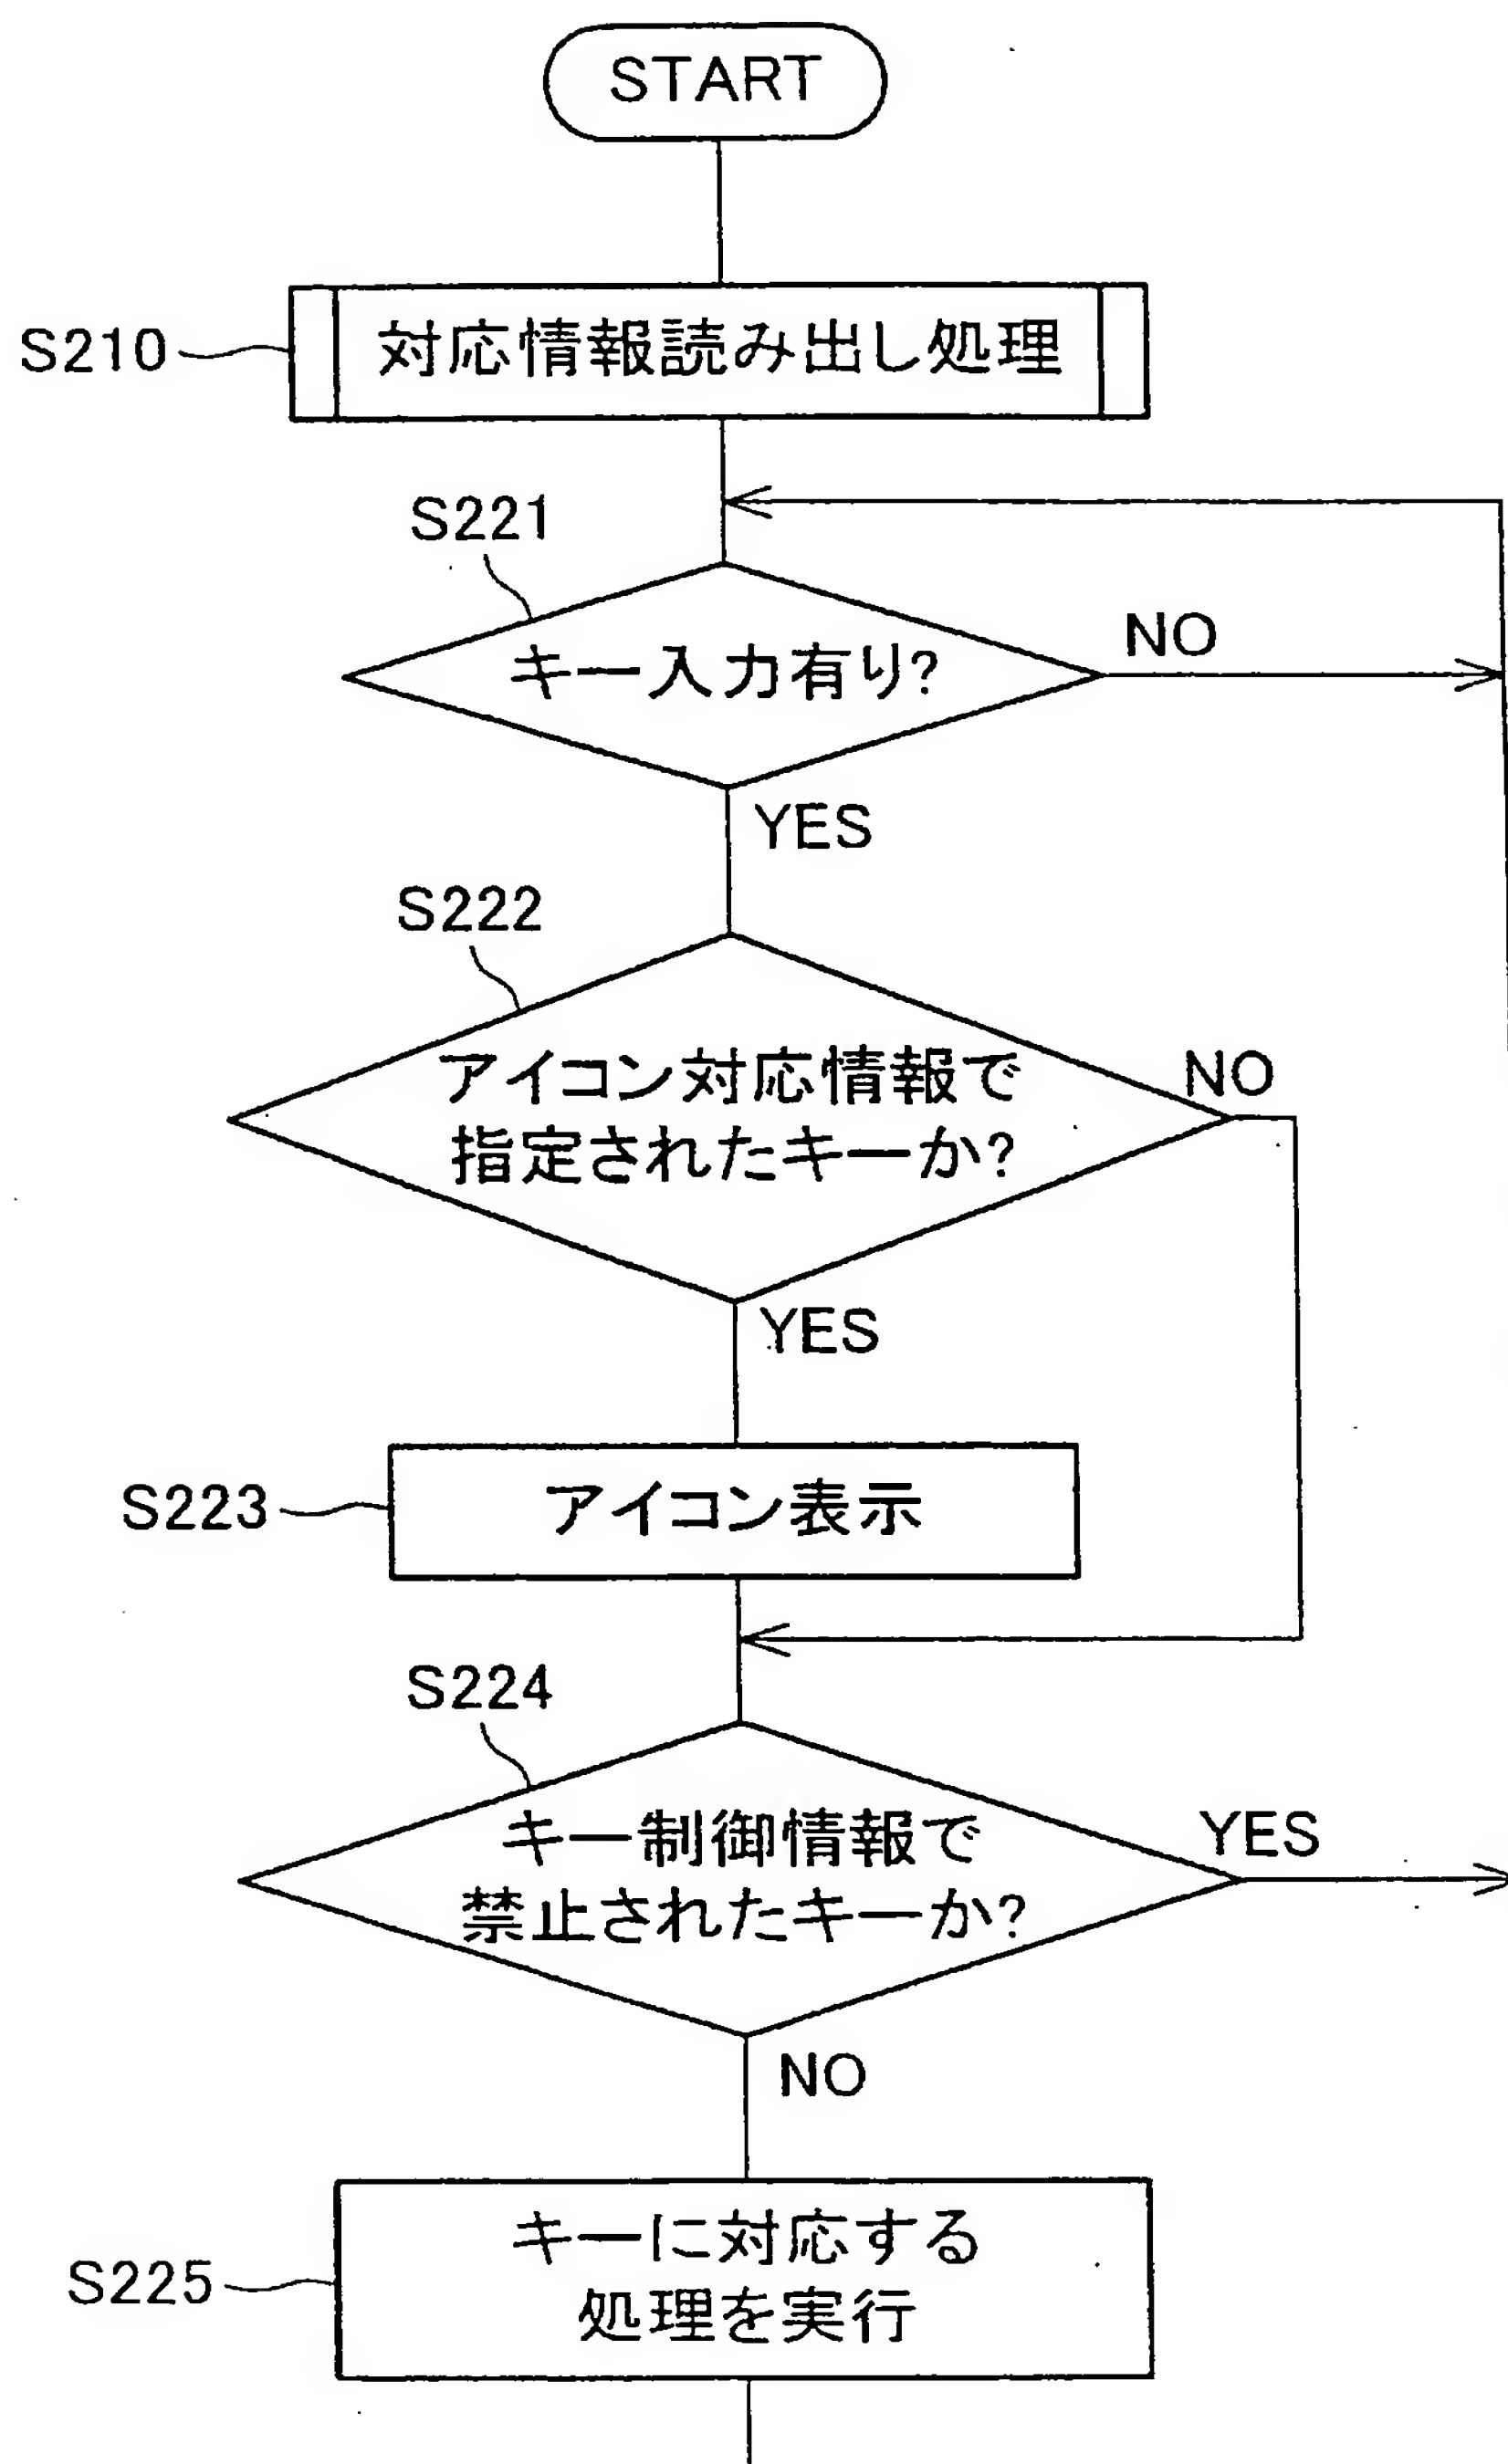 START
S210
対応情報読み出し処理
S221
キー入力有り?
NO
YES
S222
アイコン対応情報で
指定されたキーか?
NO
YES
S223
アイコン表示
S224
キー制御情報で
禁止されたキーか?
YES
NO
S225
キーに対応する
処理を実行